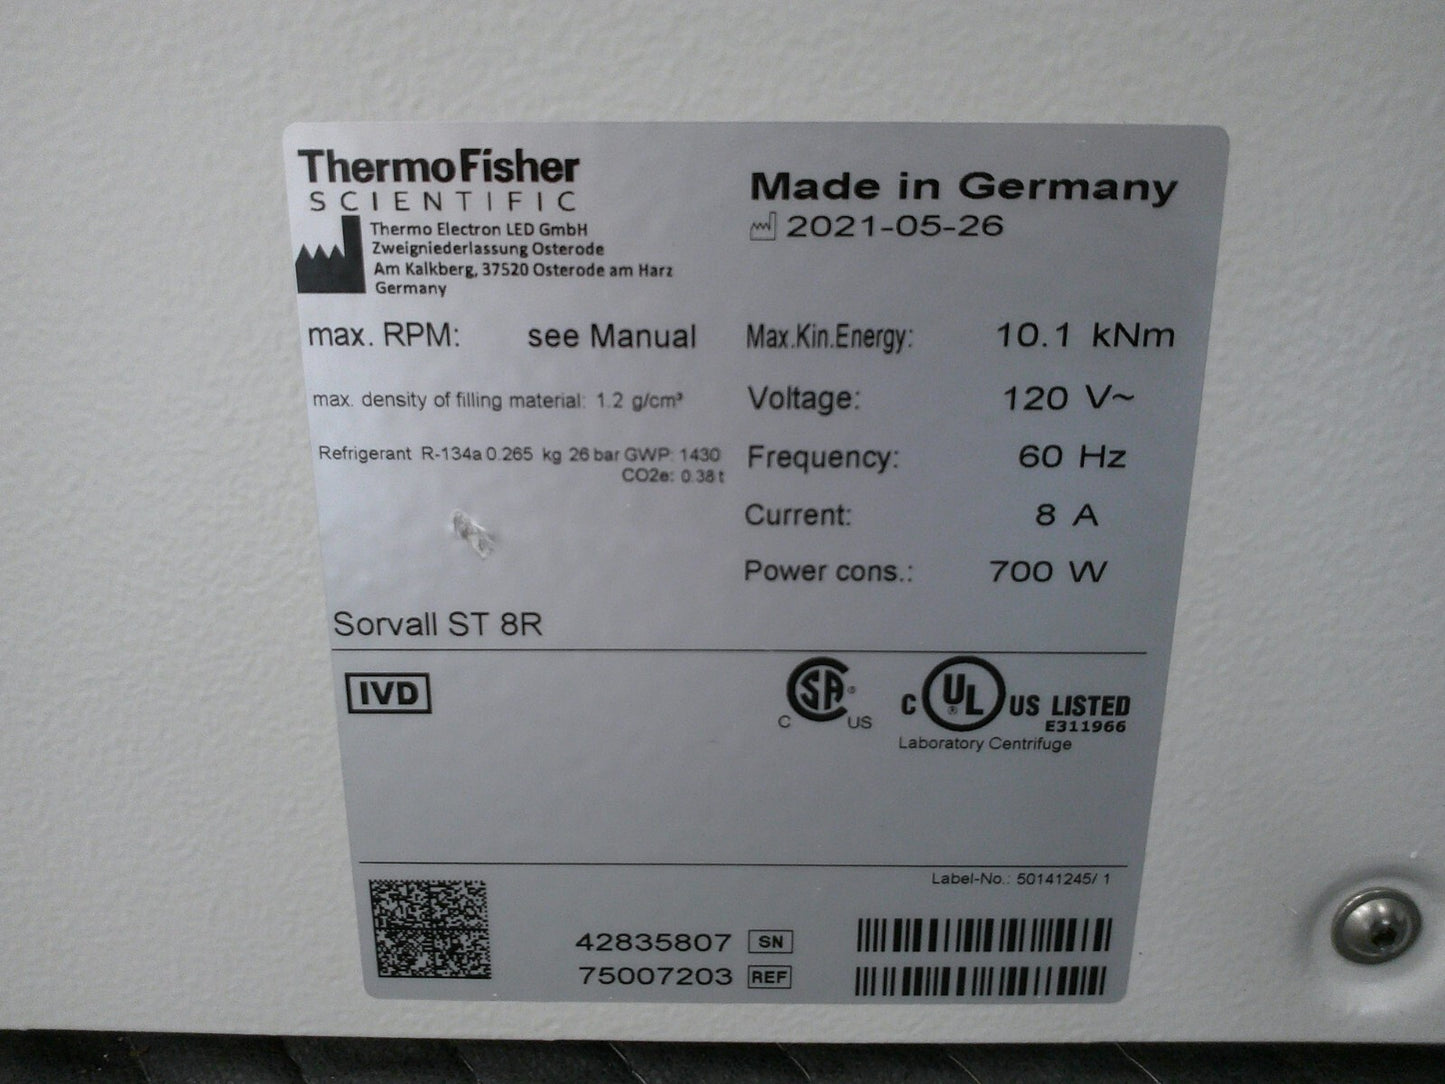 ThermoFisher
SCIENTIFIC
Thermo Electron LED GmbH
Zweigniederlassung Osterode
Am Kalkberg, 37520 Osterode am Harz
Germany
Made in Germany
2021-05-26
max. RPM: see Manual
max. density of filling material: 1.2 g/cm³
Refrigerant R-134a 0.265 kg 26 bar GWP: 1430
CO2e: 0.38 t
Max.Kin.Energy: 10.1 kNm
Voltage: 120 V~
Frequency: 60 Hz
Current: 8 A
Power cons.: 700 W
Sorvall ST 8R
IVD
C SA® US
C UL® US LISTED
E311966
Laboratory Centrifuge
Label-No.: 50141245/ 1
42835807 SN
75007203 REF